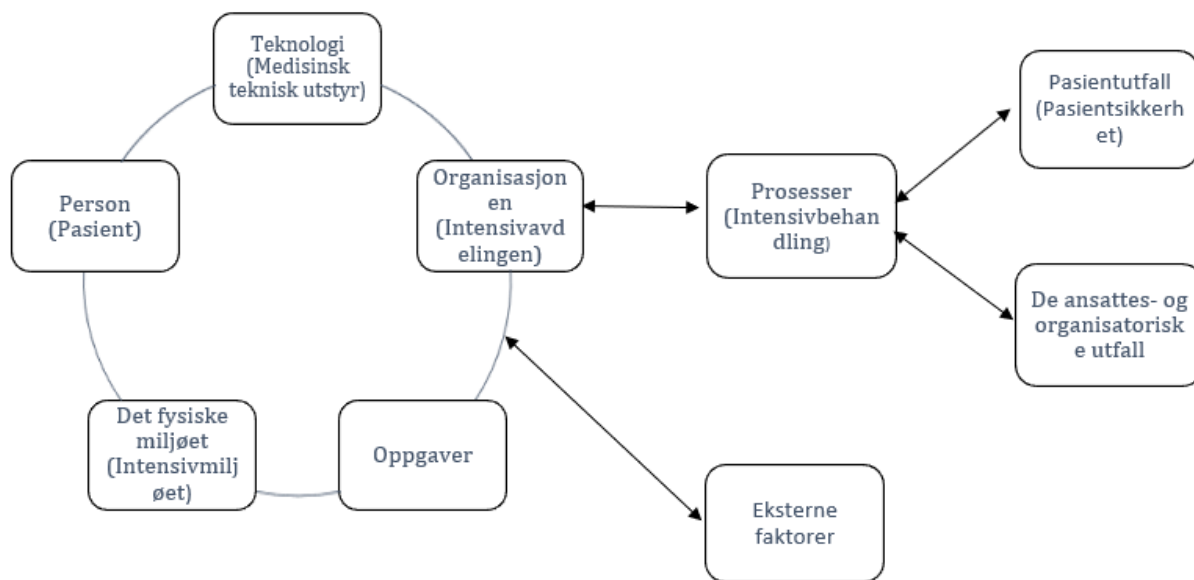 Teknologi
(Medisinsk
teknisk utstyr)
Person
(Pasient)
Organisasjon
en
(Intensivavd
elingen)
Det fysiske
miljøet
(Intensivmilj
øet)
Oppgaver
Prosesser
(Intensivbehan
dling)
Pasientutfall
(Pasientsikkerh
et)
De ansattes- og
organisatorisk
e utfall
Eksterne
faktorer